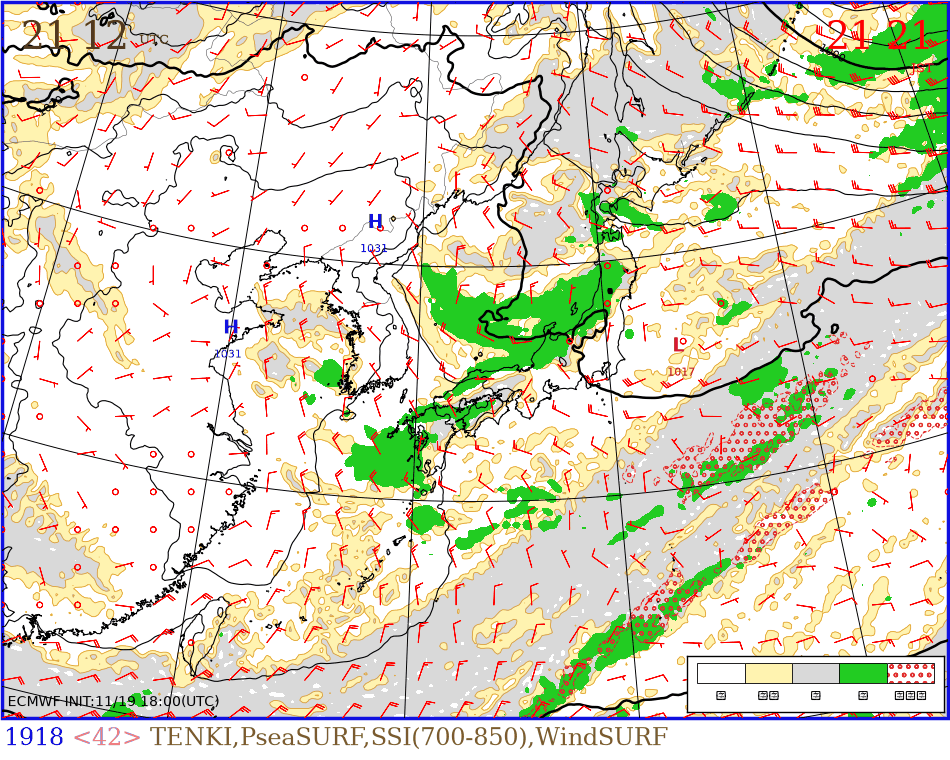 21 12 UTC
21 21
JST
H
1031
H
1031
L
1017
ECMWF INIT:11/19 18:00(UTC)
1918 <42> TENKI,PseaSURF,SSI(700-850),WindSURF